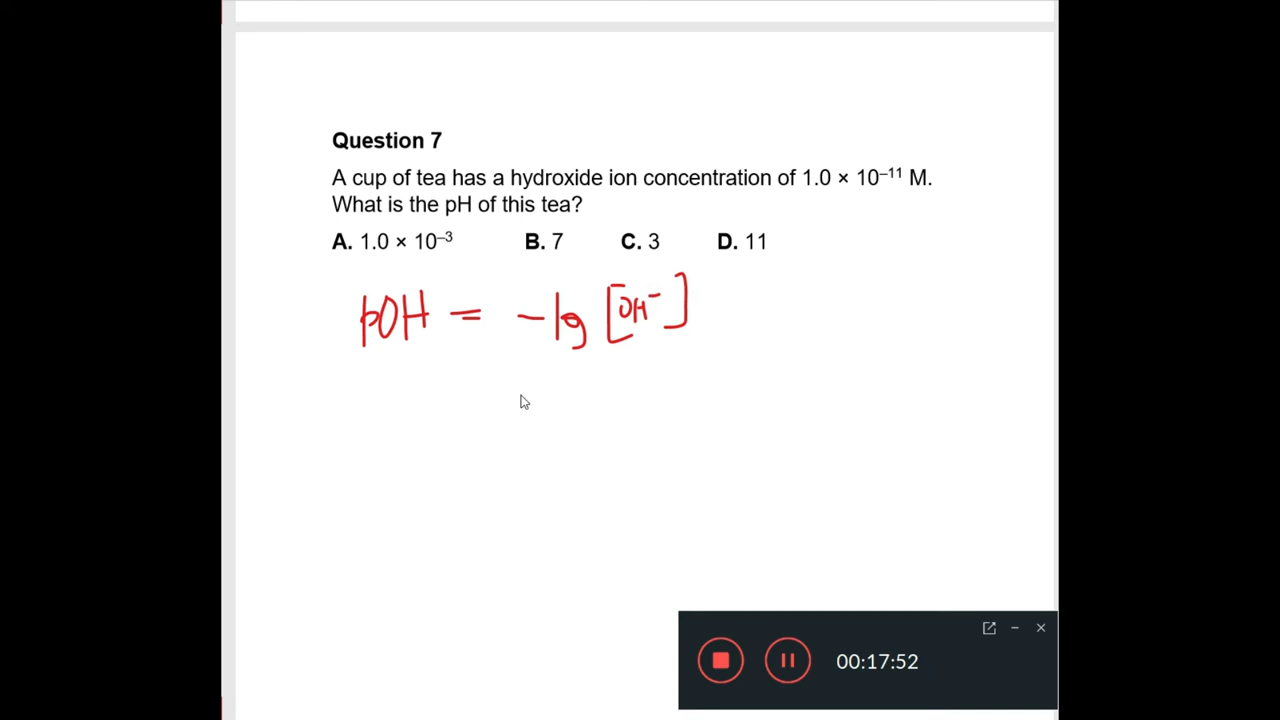 Question 7
A cup of tea has a hydroxide ion concentration of 1.0 × 10⁻¹¹ M.
What is the pH of this tea?
A. 1.0 × 10⁻³ B. 7 C. 3 D. 11
pOH = - lg [OH⁻]
00:17:52